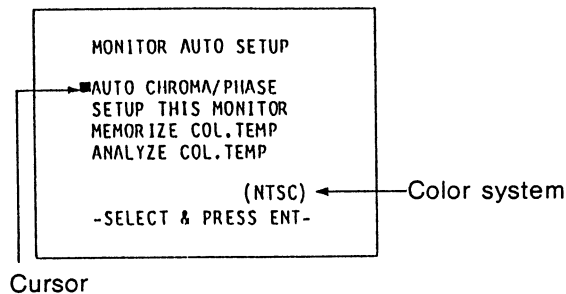 MONITOR AUTO SETUP
AUTO CHROMA/PHASE
SETUP THIS MONITOR
MEMORIZE COL.TEMP
ANALYZE COL.TEMP
(NTSC)
Color system
-SELECT & PRESS ENT-
Cursor